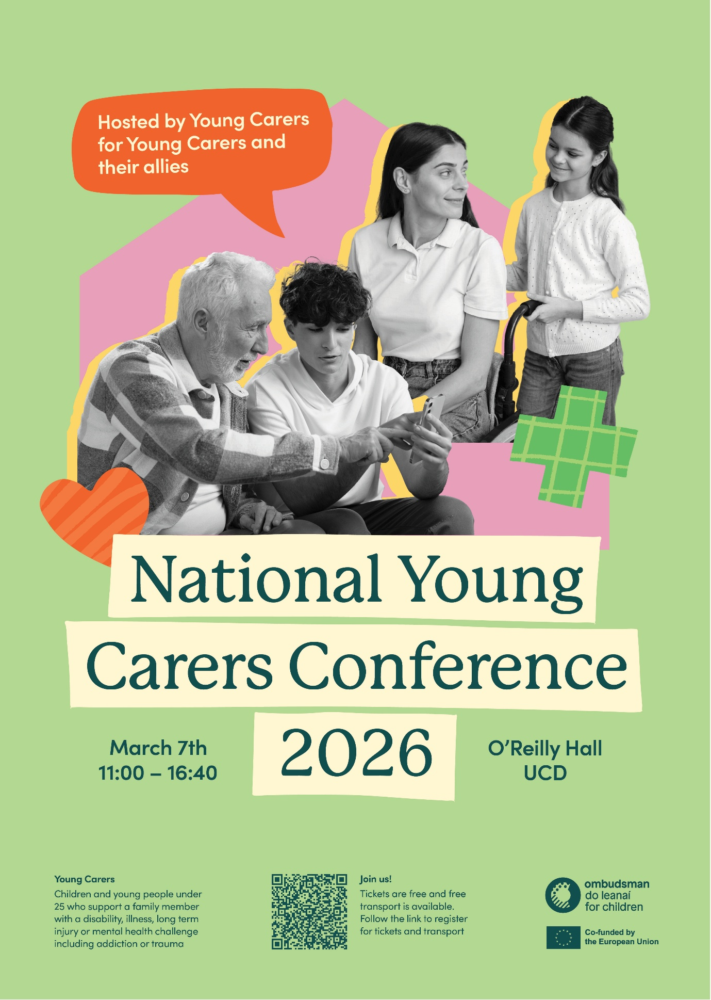 Hosted by Young Carers
for Young Carers and
their allies
National Young
Carers Conference
2026
March 7th
11:00 – 16:40
O’Reilly Hall
UCD
Young Carers
Children and young people under
25 who support a family member
with a disability, illness, long term
injury or mental health challenge
including addiction or trauma
Join us!
Tickets are free and free
transport is available.
Follow the link to register
for tickets and transport
ombudsman
do leanaí
for children
Co-funded by
the European Union